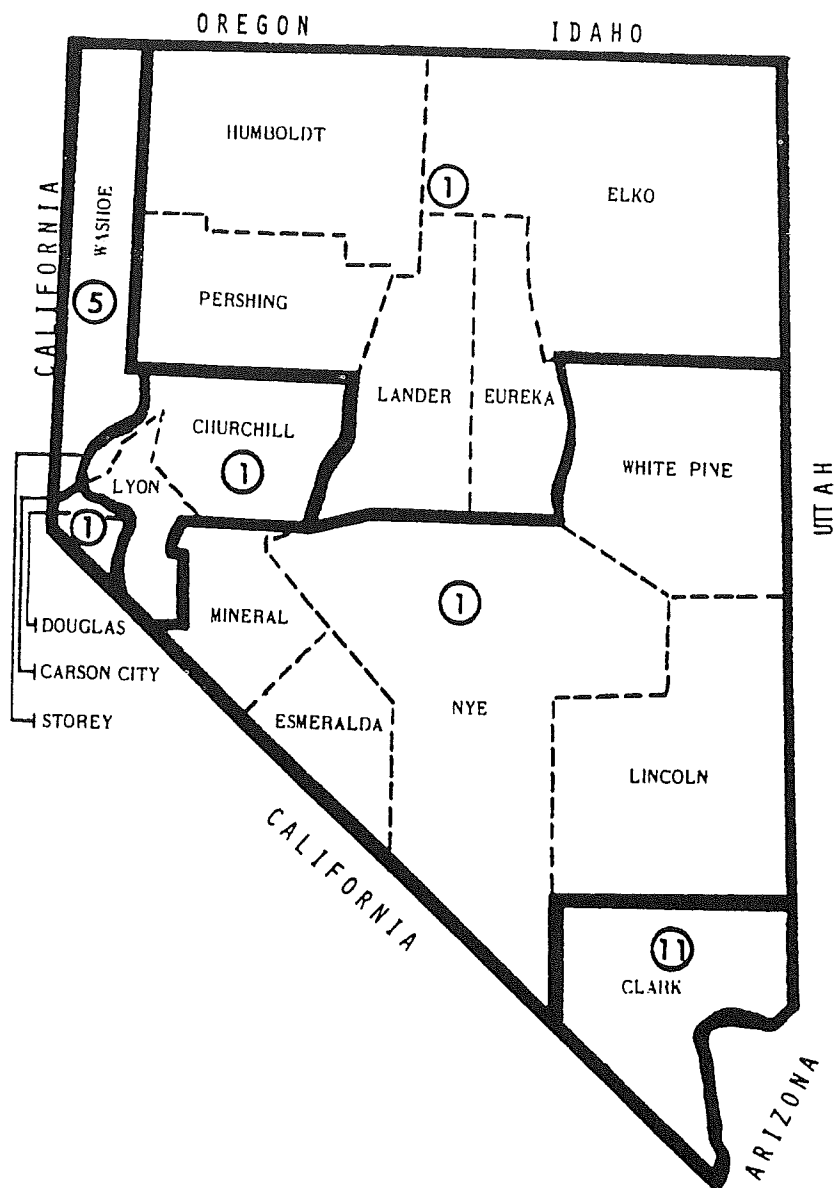 OREGON
IDAHO
HUMBOLDT
CALIFORNIA
WASHOE
1
ELKO
5
PERSHING
LANDER
EUREKA
CHURCHILL
WHITE PINE
1
LYON
UTAH
1
1
MINERAL
DOUGLAS
CARSON CITY
NYE
STOREY
ESMERALDA
LINCOLN
CALIFORNIA
11
CLARK
ARIZONA